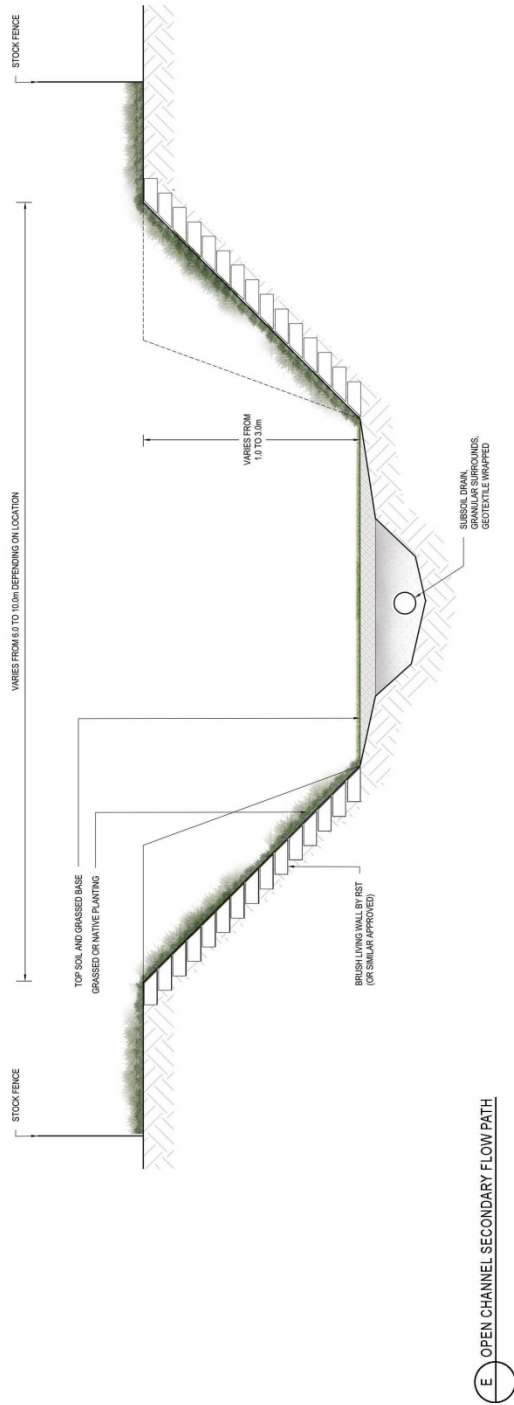 STOCK FENCE
STOCK FENCE
VARIES FROM 6.0 TO 10.0m DEPENDING ON LOCATION
TOP SOIL AND GRASSED BASE
GRASSED OR NATIVE PLANTING
VARIES FROM
1.0 TO 3.0m
BRUSH LIVING WALL BY RST
(OR SIMILAR APPROVED)
SUBSOIL DRAIN,
GRANULAR SURROUNDS,
GEOTEXTILE WRAPPED
E OPEN CHANNEL SECONDARY FLOW PATH